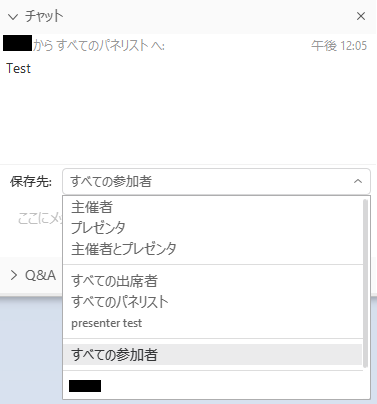 チャット
から すべてのパネリスト へ: 午後 12:05
Test
保存先: すべての参加者
ここにメッ
主催者
プレゼンタ
主催者とプレゼンタ
すべての出席者
すべてのパネリスト
presenter test
すべての参加者
Q&A